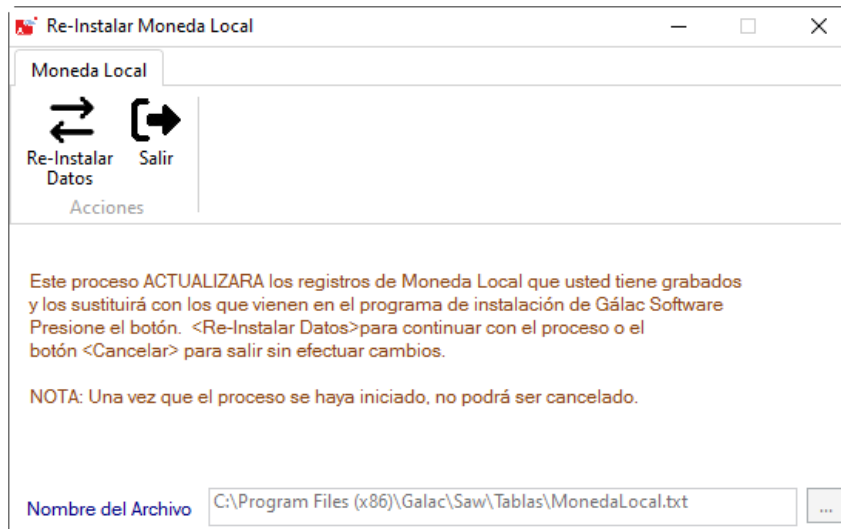 Re-Instalar Moneda Local
Moneda Local
Re-Instalar Datos
Salir
Acciones
Este proceso ACTUALIZARA los registros de Moneda Local que usted tiene grabados
y los sustituirá con los que vienen en el programa de instalación de Gálac Software
Presione el botón.  <Re-Instalar Datos>para continuar con el proceso o el
botón <Cancelar> para salir sin efectuar cambios.
NOTA: Una vez que el proceso se haya iniciado, no podrá ser cancelado.
Nombre del Archivo C:\Program Files (x86)\Galac\Saw\Tablas\MonedaLocal.txt ...